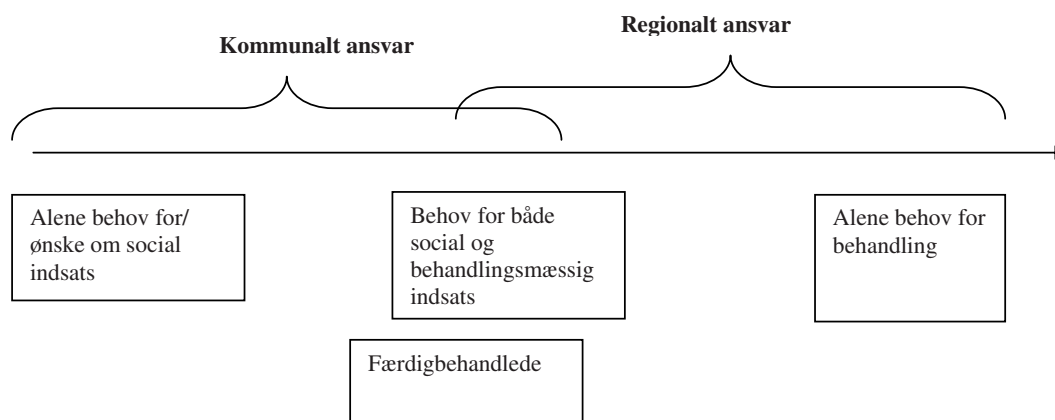 Regionalt ansvar
Kommunalt ansvar
Alene behov for/
ønske om social
indsats
Behov for både
social og
behandlingsmæssig
indsats
Alene behov for
behandling
Færdigbehandlede